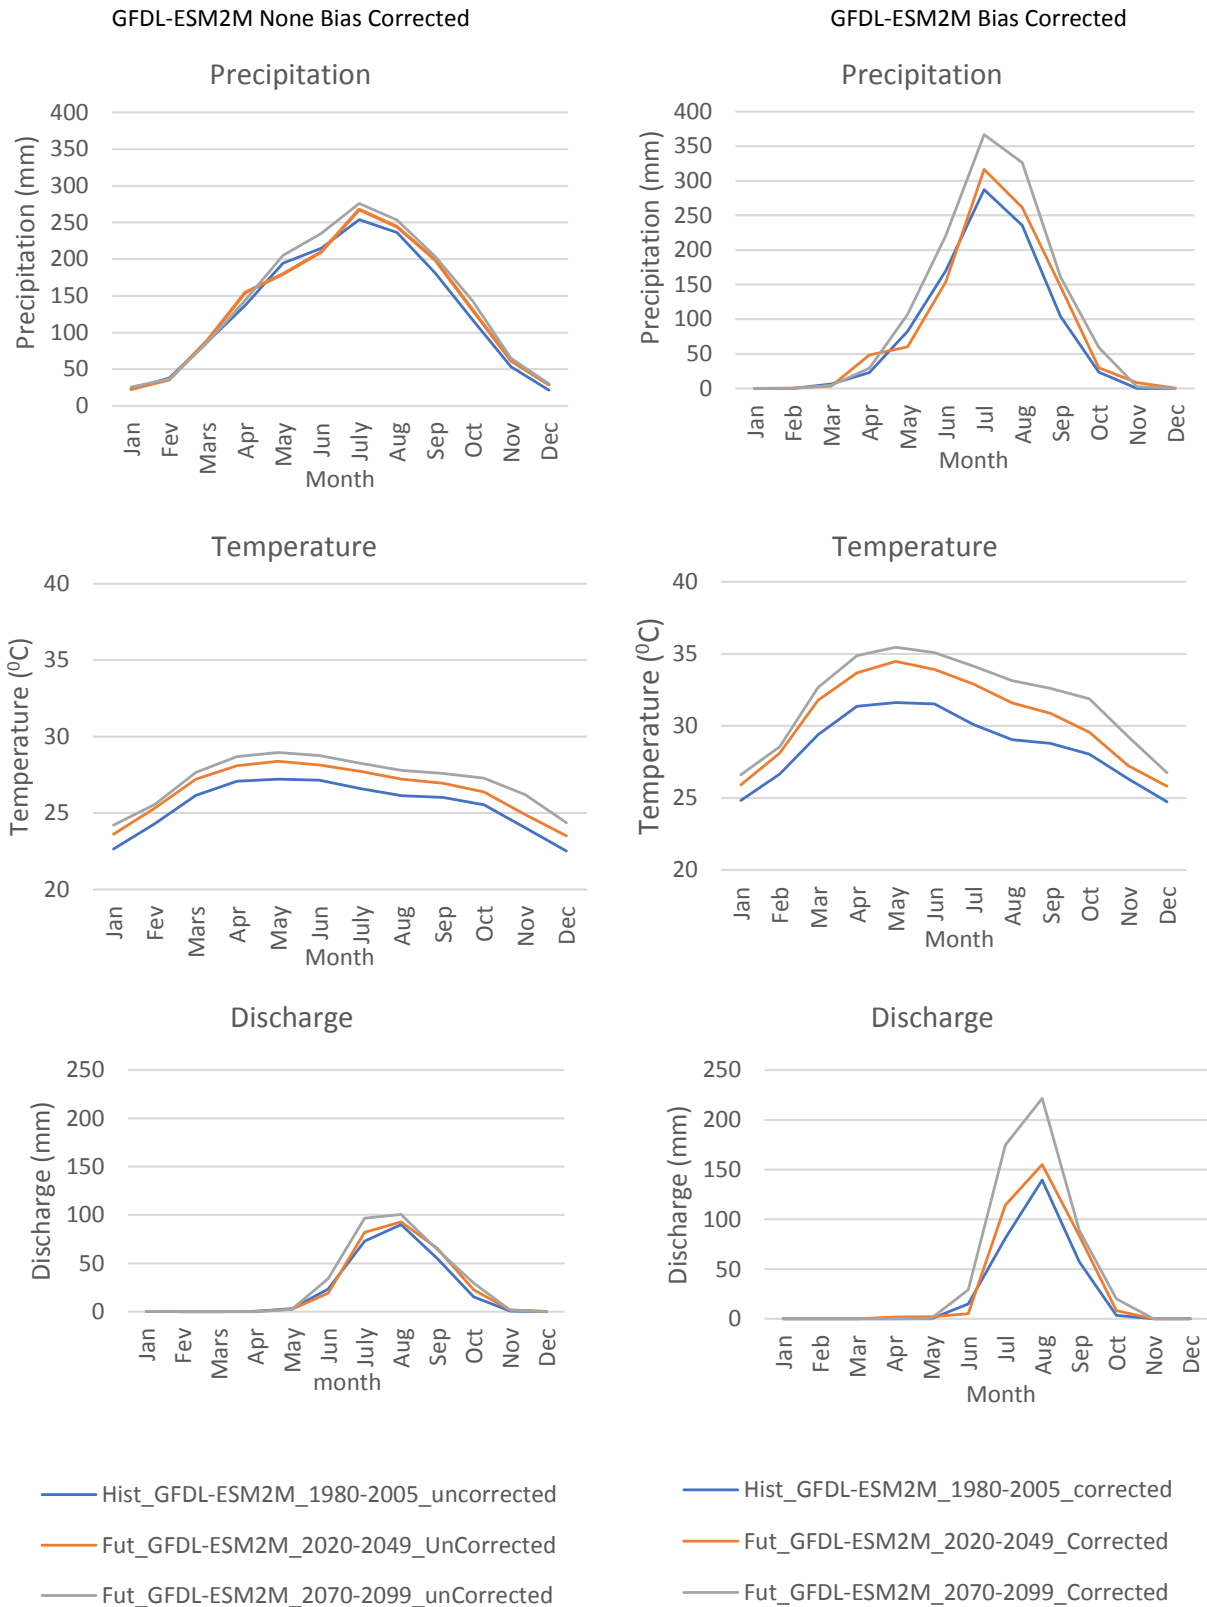 GFDL-ESM2M None Bias Corrected
GFDL-ESM2M Bias Corrected
Precipitation
Precipitation (mm)
400
350
300
250
200
150
100
50
0
Jan
Fev
Mars
Apr
May
Jun
July
Aug
Sep
Oct
Nov
Dec
Month
Precipitation
Precipitation (mm)
400
350
300
250
200
150
100
50
0
Jan
Feb
Mar
Apr
May
Jun
Jul
Aug
Sep
Oct
Nov
Dec
Month
Temperature
Temperature (⁰C)
40
35
30
25
20
Jan
Fev
Mars
Apr
May
Jun
July
Aug
Sep
Oct
Nov
Dec
Month
Temperature
Temperature (⁰C)
40
35
30
25
20
Jan
Feb
Mar
Apr
May
Jun
Jul
Aug
Sep
Oct
Nov
Dec
Month
Discharge
Discharge (mm)
250
200
150
100
50
0
Jan
Fev
Mars
Apr
May
Jun
July
Aug
Sep
Oct
Nov
Dec
month
Discharge
Discharge (mm)
250
200
150
100
50
0
Jan
Feb
Mar
Apr
May
Jun
Jul
Aug
Sep
Oct
Nov
Dec
Month
Hist_GFDL-ESM2M_1980-2005_uncorrected
Fut_GFDL-ESM2M_2020-2049_UnCorrected
Fut_GFDL-ESM2M_2070-2099_unCorrected
Hist_GFDL-ESM2M_1980-2005_corrected
Fut_GFDL-ESM2M_2020-2049_Corrected
Fut_GFDL-ESM2M_2070-2099_Corrected